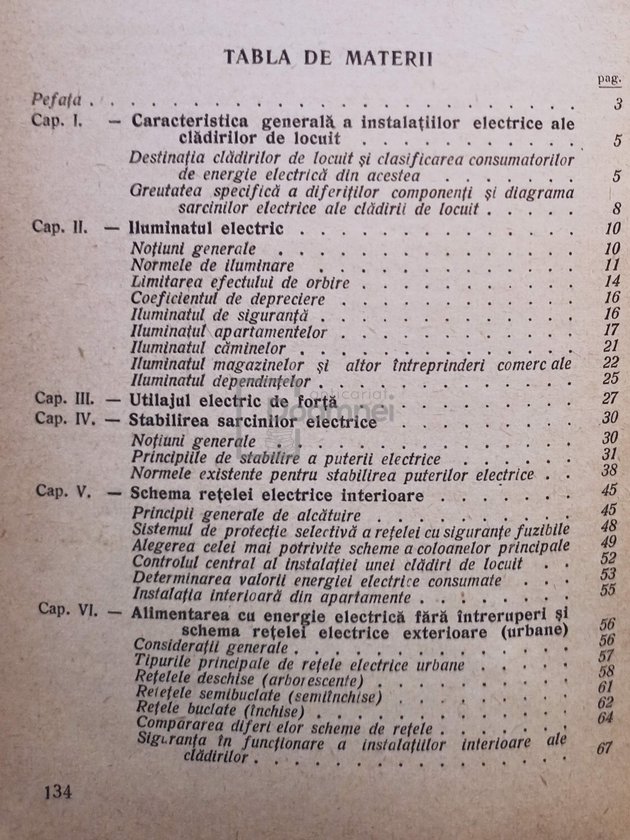 TABLA DE MATERII
pag.
Pefața . . . . . . . . . . . . . . . . . . 3
Cap. I. — Caracteristica generală a instalațiilor electrice ale
clădirilor de locuit . . . . . . . . . . 5
Destinația clădirilor de locuit și clasificarea consumatorilor
de energie electrică din acestea . . . . . . 5
Greutatea specifică a diferiților componenți și diagrama
sarcinilor electrice ale clădirii de locuit . . . . . 8
Cap. II. — Iluminatul electric . . . . . . . . . . . 10
Noțiuni generale . . . . . . . . . . . . 10
Normele de iluminare . . . . . . . . . . . 11
Limitarea efectului de orbire . . . . . . . . . 14
Coeficientul de depreciere . . . . . . . . . . 16
Iluminatul de siguranță . . . . . . . . . . 16
Iluminatul apartamentelor . . . . . . . . . . 17
Iluminatul căminelor . . . . . . . . . . . 21
Iluminatul magazinelor și altor întreprinderi comerc ale 22
Iluminatul dependințelor . . . . . . . . . . 25
Cap. III. — Utilajul electric de forță . . . . . . . . . 27
Cap. IV. — Stabilirea sarcinilor electrice . . . . . . . . 30
Noțiuni generale . . . . . . . . . . . . 30
Principiile de stabilire a puterii electrice . . . . . 31
Normele existente pentru stabilirea puterilor electrice . . 38
Cap. V. — Schema rețelei electrice interioare . . . . . . 45
Principii generale de alcătuire . . . . . . . . 45
Sistemul de protecție selectivă a rețelei cu siguranțe fuzibile 48
Alegerea celei mai potrivite scheme a coloanelor principale 49
Controlul central al instalației unei clădiri de locuit . . 52
Determinarea valorii energiei electrice consumate . . . 53
Instalația interioară din apartamente . . . . . . . 55
Cap. VI. — Alimentarea cu energie electrică fără întreruperi și
schema rețelei electrice exterioare (urbane) 56
Considerații generale . . . . . . . . . . . 56
Tipurile principale de rețele electrice urbane . . . . 57
Rețelele deschise (arborescente) . . . . . . . . 58
Rețețele semibuclate (semiînchise) . . . . . . . 61
Rețele buclate (închise) . . . . . . . . . . 62
Compararea diferi elor scheme de rețele . . . . . 64
Siguranța în funcționare a instalațiilor interioare ale
clădirilor . . . . . . . . . . . . . 67
134